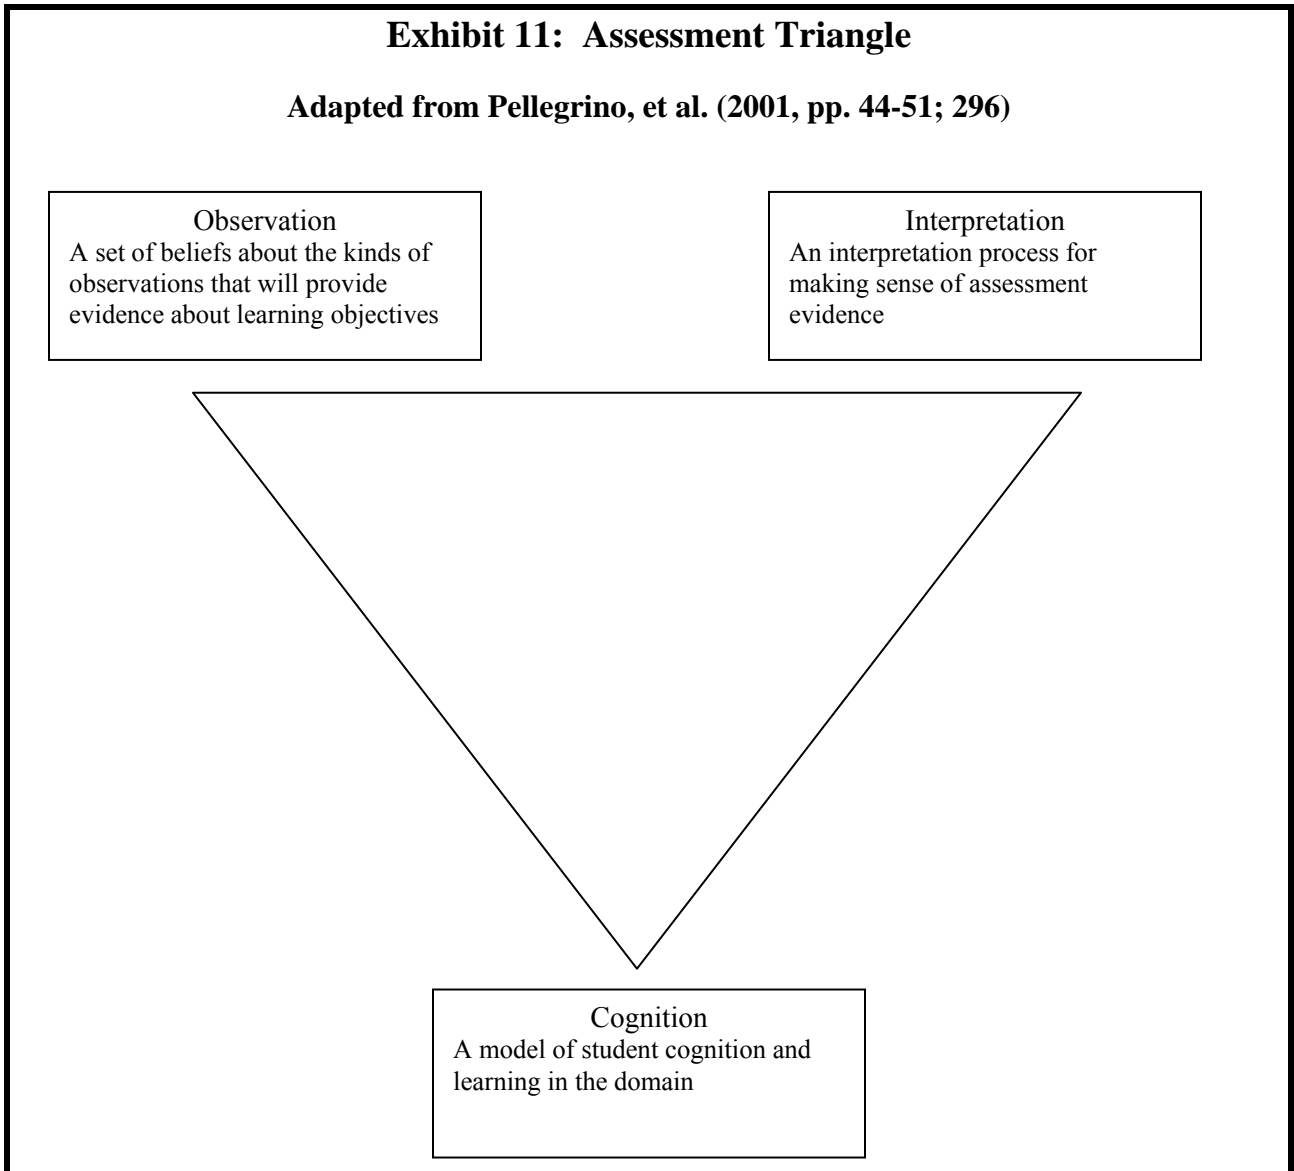 Exhibit 11: Assessment Triangle
Adapted from Pellegrino, et al. (2001, pp. 44-51; 296)
Observation
A set of beliefs about the kinds of
observations that will provide
evidence about learning objectives
Interpretation
An interpretation process for
making sense of assessment
evidence
Cognition
A model of student cognition and
learning in the domain